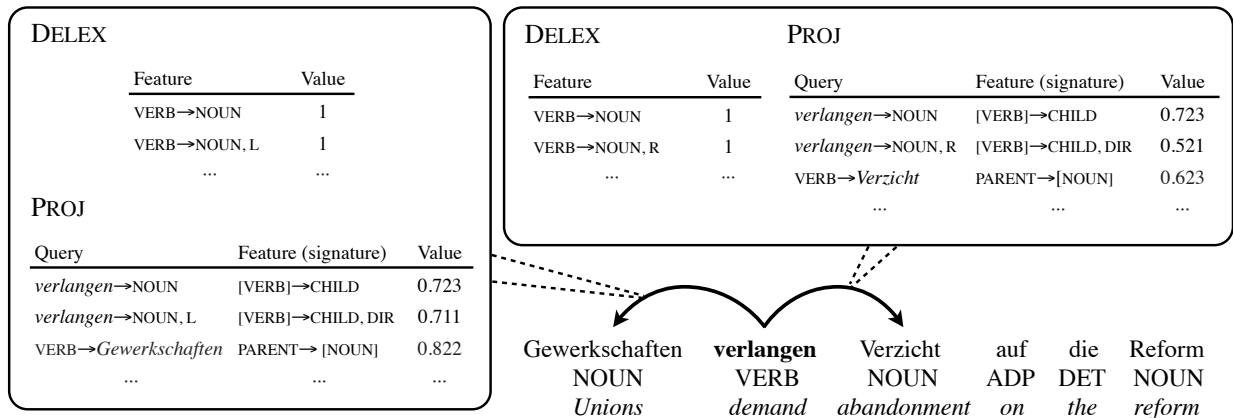 DELEX
Feature Value
VERB→NOUN 1
VERB→NOUN, L 1
... ...
PROJ
Query Feature (signature) Value
verlangen→NOUN [VERB]→CHILD 0.723
verlangen→NOUN, L [VERB]→CHILD, DIR 0.711
VERB→Gewerkschaften PARENT→ [NOUN] 0.822
... ... ...
DELEX
Feature Value
VERB→NOUN 1
VERB→NOUN, R 1
... ...
PROJ
Query Feature (signature) Value
verlangen→NOUN [VERB]→CHILD 0.723
verlangen→NOUN, R [VERB]→CHILD, DIR 0.521
VERB→Verzicht PARENT→[NOUN] 0.623
... ... ...
Gewerkschaften verlangen Verzicht auf die Reform
NOUN VERB NOUN ADP DET NOUN
Unions demand abandonment on the reform